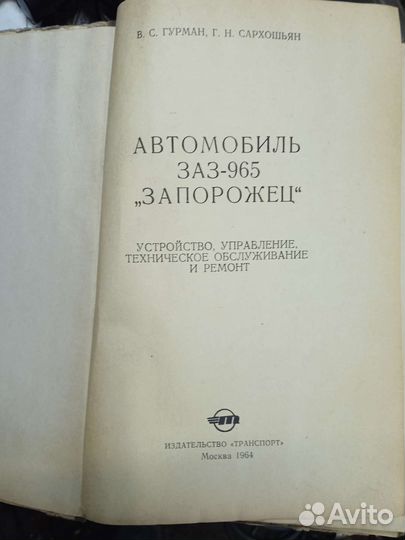 В. С. ГУРМАН, Г. Н. САРХОШЬЯН
АВТОМОБИЛЬ
ЗАЗ-965
„ЗАПОРОЖЕЦ“
УСТРОЙСТВО, УПРАВЛЕНИЕ,
ТЕХНИЧЕСКОЕ ОБСЛУЖИВАНИЕ
И РЕМОНТ
ИЗДАТЕЛЬСТВО «ТРАНСПОРТ»
Москва 1964
Avito